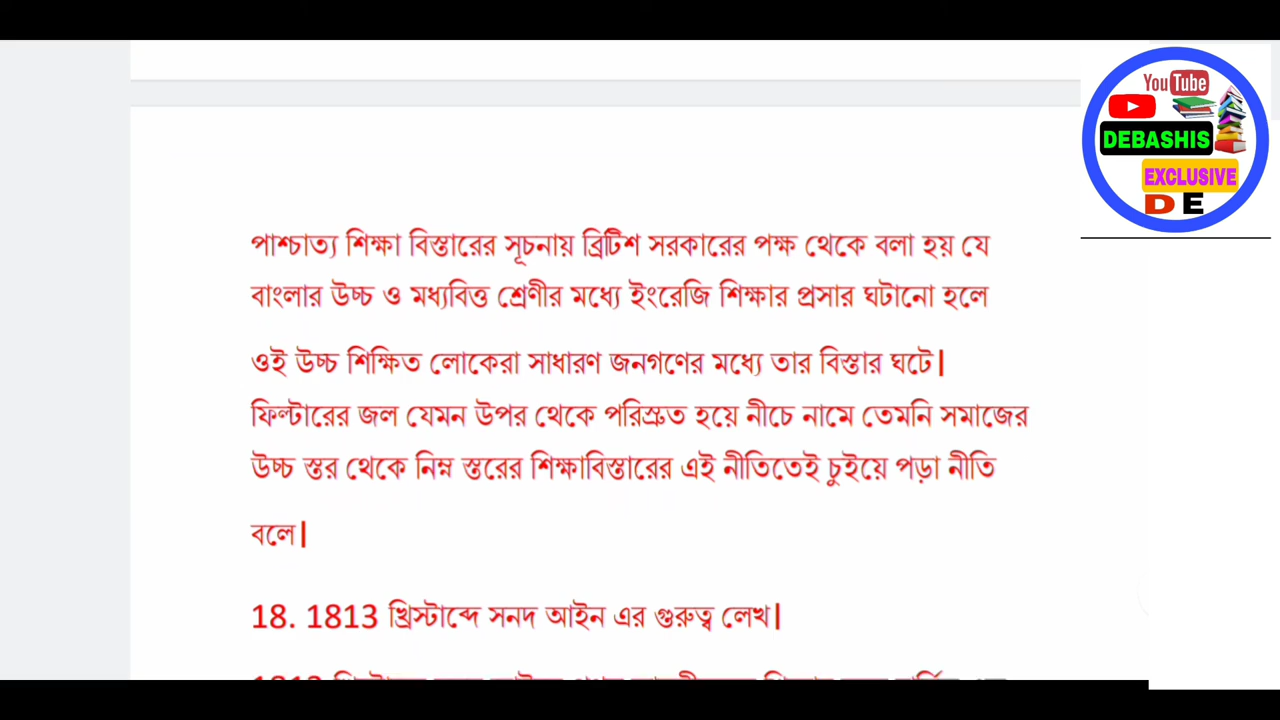 YouTube
DEBASHIS
EXCLUSIVE
D E
পাশ্চাত্য শিক্ষা বিস্তারের সূচনায় ব্রিটিশ সরকারের পক্ষ থেকে বলা হয় যে
বাংলার উচ্চ ও মধ্যবিত্ত শ্রেণীর মধ্যে ইংরেজি শিক্ষার প্রসার ঘটানো হলে
ওই উচ্চ শিক্ষিত লোকেরা সাধারণ জনগণের মধ্যে তার বিস্তার ঘটে|
ফিল্টারের জল যেমন উপর থেকে পরিস্রুত হয়ে নীচে নামে তেমনি সমাজের
উচ্চ স্তর থেকে নিম্ন স্তরের শিক্ষাবিস্তারের এই নীতিতেই চুইয়ে পড়া নীতি
বলে|
18. 1813 খ্রিস্টাব্দে সনদ আইন এর গুরুত্ব লেখ|